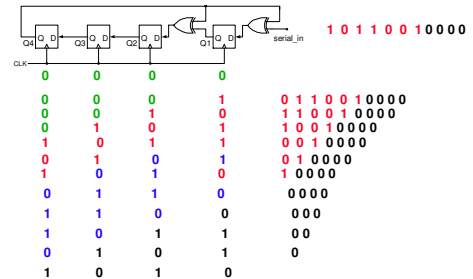 1 0 1 1 0 0 1 0 0 0 0
Q D Q D Q D Q D
Q4 Q3 Q2 Q1 serial_in
CLK
0 0 0 0
0 0 0 1 0 1 1 0 0 1 0 0 0 0
0 0 1 0 1 1 0 0 1 0 0 0 0
0 1 0 1 1 0 0 1 0 0 0 0
1 0 1 1 0 0 1 0 0 0 0
0 1 0 1 0 1 0 0 0 0
1 0 1 0 1 0 0 0 0
0 1 1 0 0 0 0 0
1 1 0 0 0 0 0
1 0 1 1 0 0
0 1 0 1 0
1 0 1 0